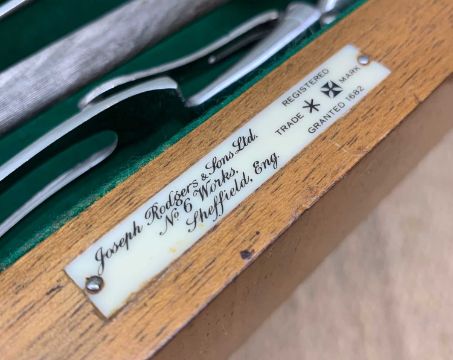 Joseph Rodgers & Sons Ltd.
No 6 Works,
Sheffield, Eng.
REGISTERED
TRADE MARK
GRANTED 1682